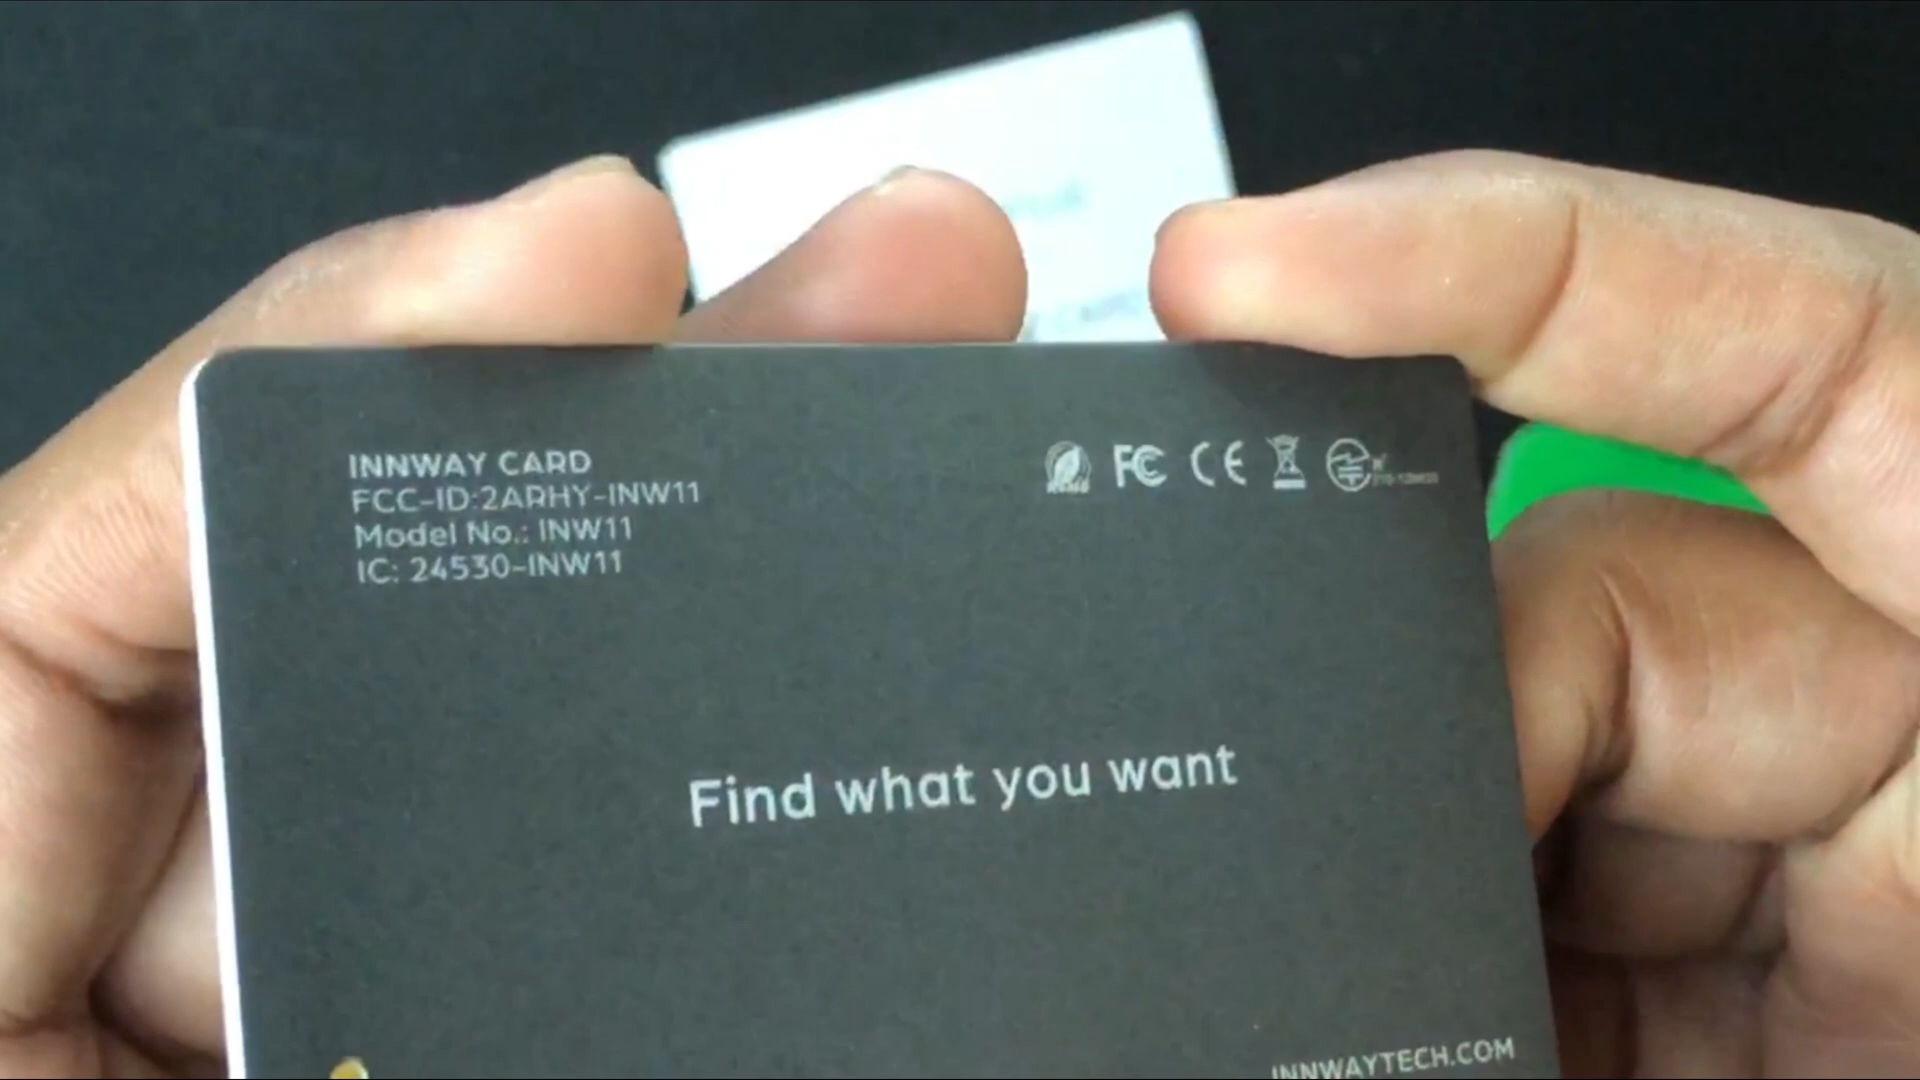 INNWAY CARD
FCC-ID:2ARHY-INW11
Model No.: INW11
IC: 24530-INW11
FC CE
Find what you want
INNWAYTECH.COM